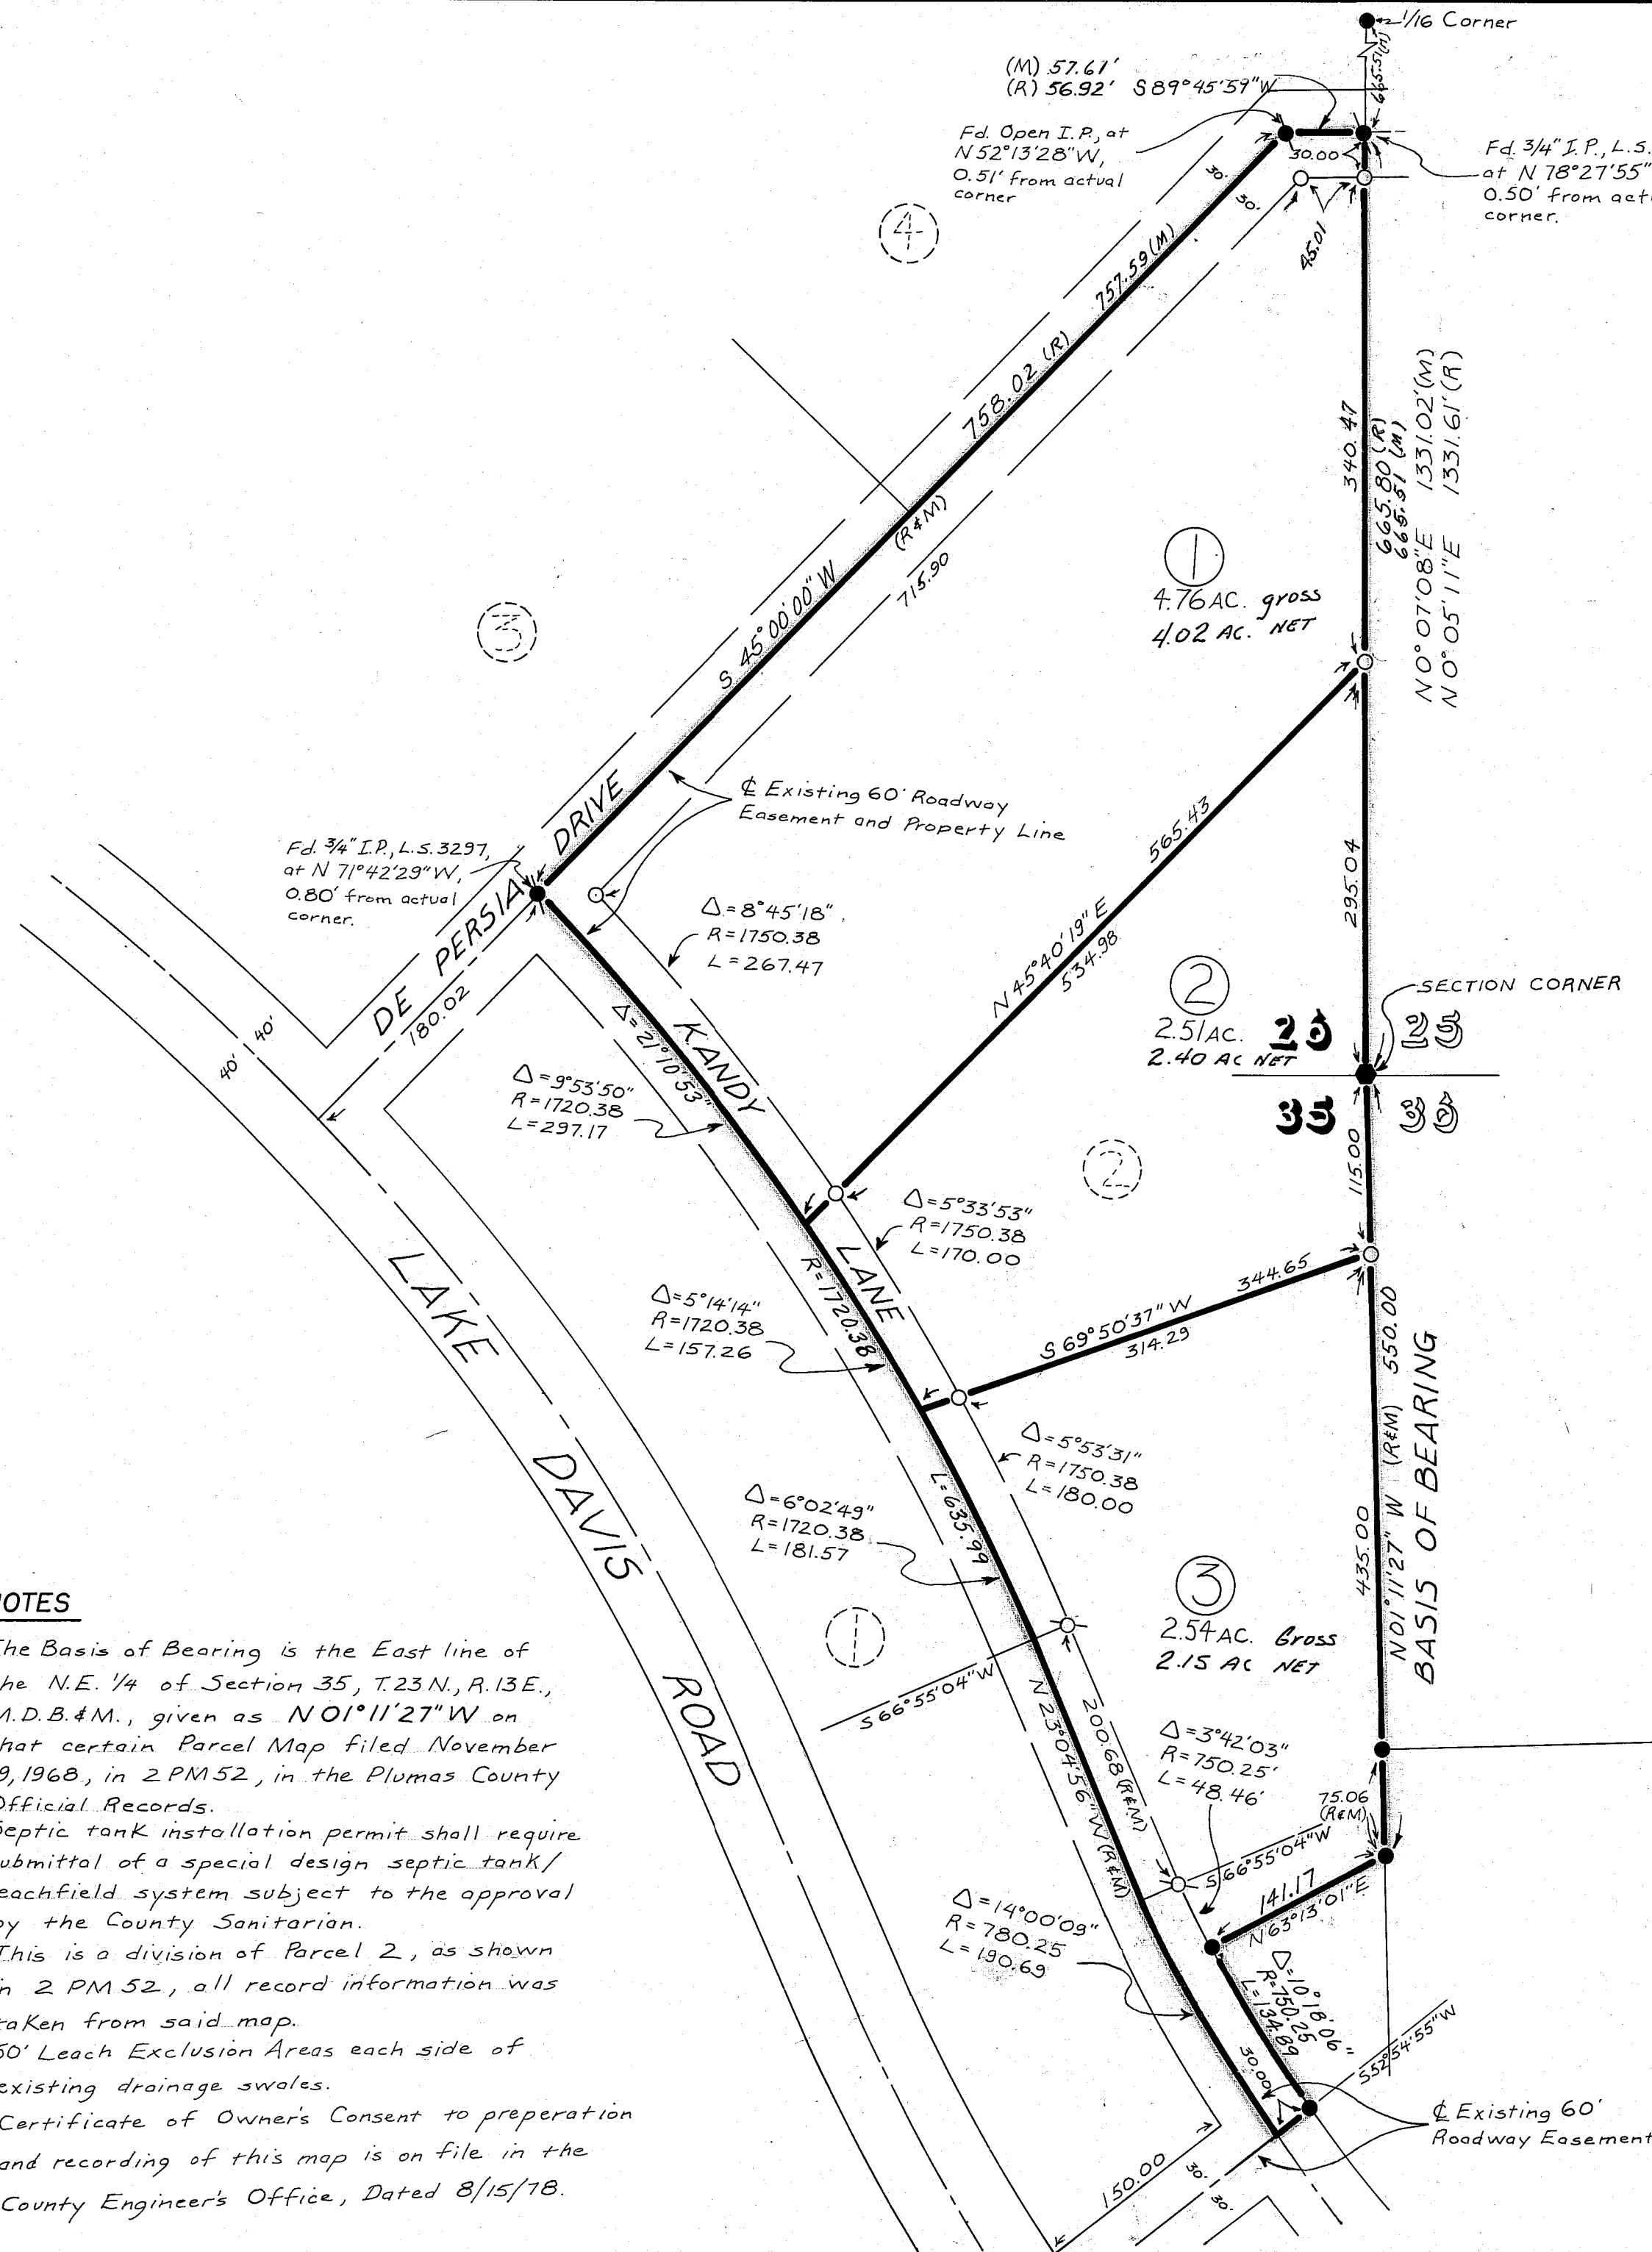 1/16 Corner
(M) 57.61'
(R) 56.92' S89°45'59"W
Fd. Open I.P., at
N 52°13'28"W,
0.51' from actual
corner
30.00
30.
30.
45.01
Fd. 3/4" I.P., L.S.
at N 78°27'55"
0.50' from act
corner.
4
757.59(M)
758.02 (R)
(R&M)
S 45°00'00" W
715.90
340.47
665.80 (R)
665.51 (M)
N 0°07'08"E 1331.02'(M)
N 0°05'11"E 1331.61'(R)
1
4.76 AC. gross
4.02 AC. NET
3
₵ Existing 60' Roadway
Easement and Property Line
Fd. 3/4" I.P., L.S. 3297,
at N 71°42'29"W,
0.80' from actual
corner.
DE PERSIA DRIVE
180.02
40'
40'
Δ=8°45'18"
R=1750.38
L=267.47
565.43
N 45°40'19" E
534.98
295.04
SECTION CORNER
2
2.51 AC.
2.40 AC NET
115.00
KANDY LANE
Δ=21°10'53"
R=1720.38
L=635.99
Δ=9°53'50"
R=1720.38
L=297.17
2
Δ=5°33'53"
R=1750.38
L=170.00
Δ=5°14'14"
R=1720.38
L=157.26
344.65
S 69°50'37" W
314.29
550.00
(R&M)
N01°11'27" W
BASIS OF BEARING
435.00
LAKE DAVIS ROAD
Δ=5°53'31"
R=1750.38
L=180.00
Δ=6°02'49"
R=1720.38
L=181.57
3
2.54 AC. Gross
2.15 AC NET
1
S 66°55'04"W
N 23°04'56" W (R&M)
200.68 (R&M)
Δ=3°42'03"
R=750.25'
L=48.46'
75.06
(R&M)
S 66°55'04"W
141.17
N 63°13'01"E
Δ=14°00'09"
R=780.25
L=190.69
Δ=10°18'06"
R=750.25
L=134.89
30.00
S52°54'55"W
₵ Existing 60'
Roadway Easement
150.00
30.
30.
OTES
he Basis of Bearing is the East line of
he N.E. 1/4 of Section 35, T.23 N., R.13 E.,
M.D.B.&M., given as N 01°11'27" W on
hat certain Parcel Map filed November
9, 1968, in 2 PM 52, in the Plumas County
Official Records.
eptic tank installation permit shall require
ubmittal of a special design septic tank/
eachfield system subject to the approval
by the County Sanitarian.
This is a division of Parcel 2, as shown
n 2 PM 52, all record information was
taken from said map.
50' Leach Exclusion Areas each side of
existing drainage swales.
Certificate of Owner's Consent to preperation
and recording of this map is on file in the
County Engineer's Office, Dated 8/15/78.